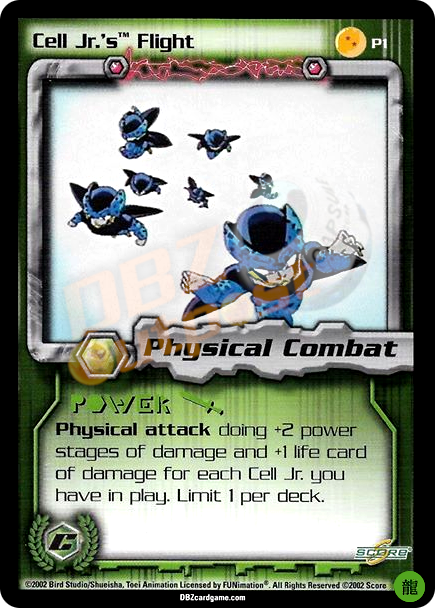 Cell Jr.'s™ Flight
P1
Physical Combat
POWER
Physical attack doing +2 power
stages of damage and +1 life card
of damage for each Cell Jr. you
have in play. Limit 1 per deck.
SCORE
龍
©2002 Bird Studio/Shueisha, Toei Animation Licensed by FUNimation®. All Rights Reserved ©2002 Score
DBZcardgame.com